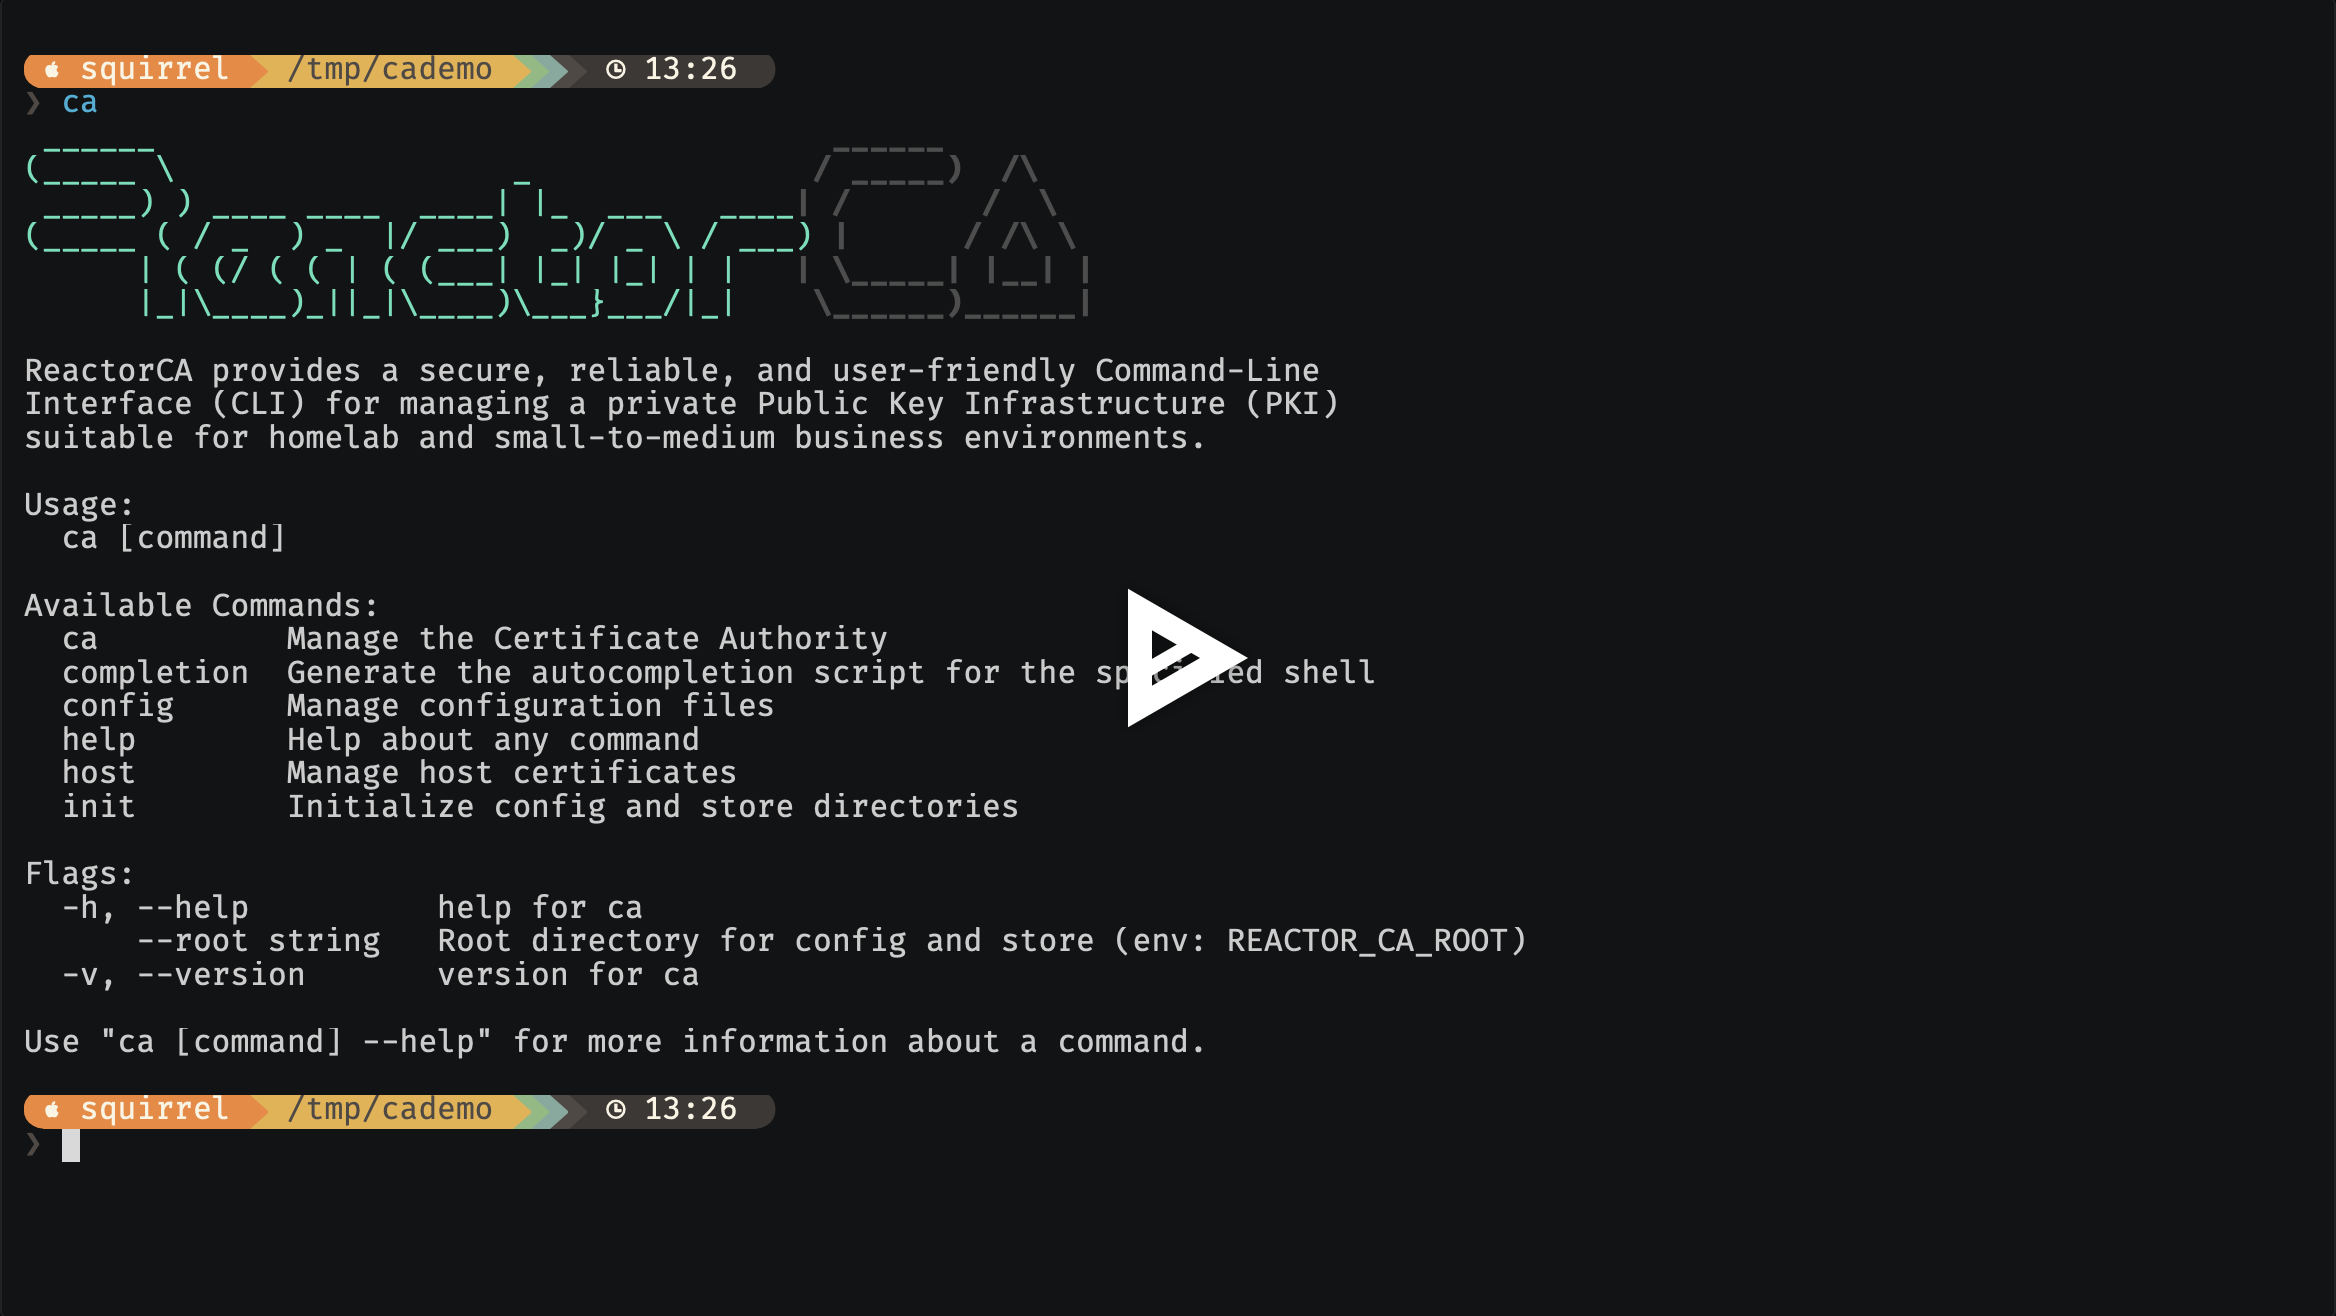 squirrel /tmp/cademo 13:26
❯ ca
ReactorCA
ReactorCA provides a secure, reliable, and user-friendly Command-Line
Interface (CLI) for managing a private Public Key Infrastructure (PKI)
suitable for homelab and small-to-medium business environments.
Usage:
  ca [command]
Available Commands:
  ca          Manage the Certificate Authority
  completion  Generate the autocompletion script for the specified shell
  config      Manage configuration files
  help        Help about any command
  host        Manage host certificates
  init        Initialize config and store directories
Flags:
  -h, --help          help for ca
      --root string   Root directory for config and store (env: REACTOR_CA_ROOT)
  -v, --version       version for ca
Use "ca [command] --help" for more information about a command.
squirrel /tmp/cademo 13:26
❯